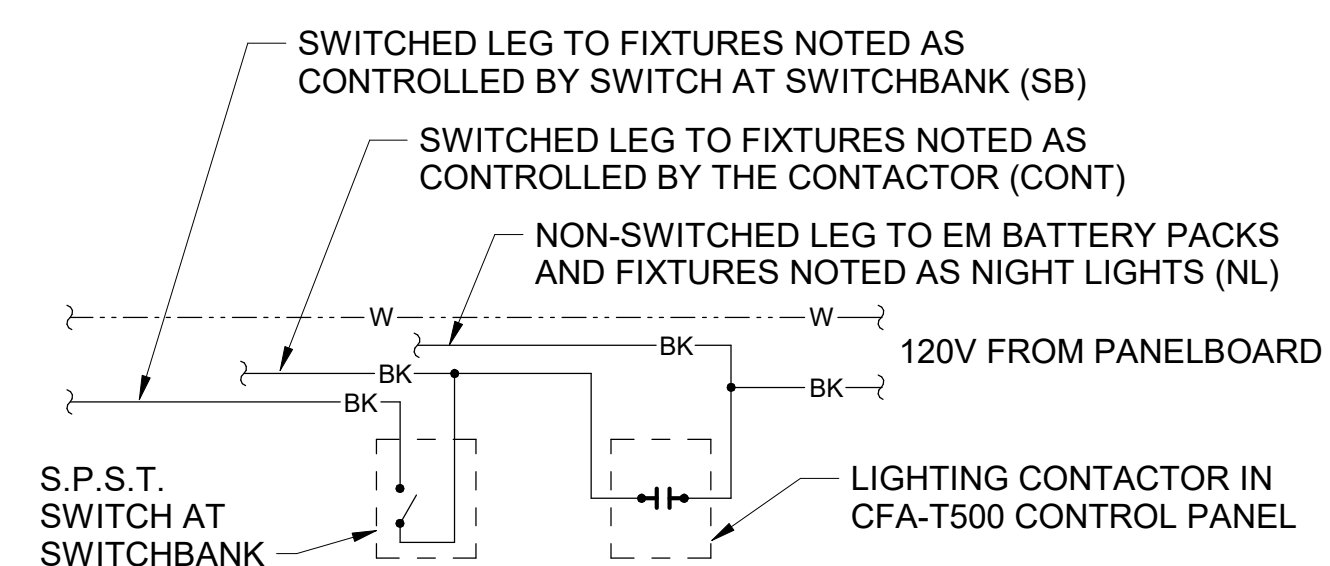 SWITCHED LEG TO FIXTURES NOTED AS
CONTROLLED BY SWITCH AT SWITCHBANK (SB)
SWITCHED LEG TO FIXTURES NOTED AS
CONTROLLED BY THE CONTACTOR (CONT)
NON-SWITCHED LEG TO EM BATTERY PACKS
AND FIXTURES NOTED AS NIGHT LIGHTS (NL)
W
W
BK
120V FROM PANELBOARD
BK
BK
BK
S.P.S.T.
SWITCH AT
SWITCHBANK
LIGHTING CONTACTOR IN
CFA-T500 CONTROL PANEL